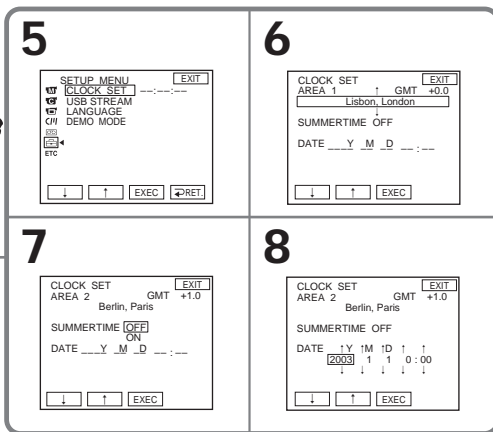 5
SETUP MENU EXIT
CLOCK SET ––:––:––
USB STREAM
LANGUAGE
DEMO MODE
ETC
↓ ↑ EXEC RET.
6
CLOCK SET EXIT
AREA 1 ↑ GMT +0.0
Lisbon, London
↓
SUMMERTIME OFF
DATE ___Y _M _D __:__
↓ ↑ EXEC
7
CLOCK SET EXIT
AREA 2 GMT +1.0
Berlin, Paris
SUMMERTIME OFF
ON
DATE ___Y _M _D __:__
↓ ↑ EXEC
8
CLOCK SET EXIT
AREA 2 GMT +1.0
Berlin, Paris
SUMMERTIME OFF
DATE ↑Y ↑M ↑D ↑ ↑
2003 1 1 0:00
↓ ↓ ↓ ↓ ↓
↓ ↑ EXEC